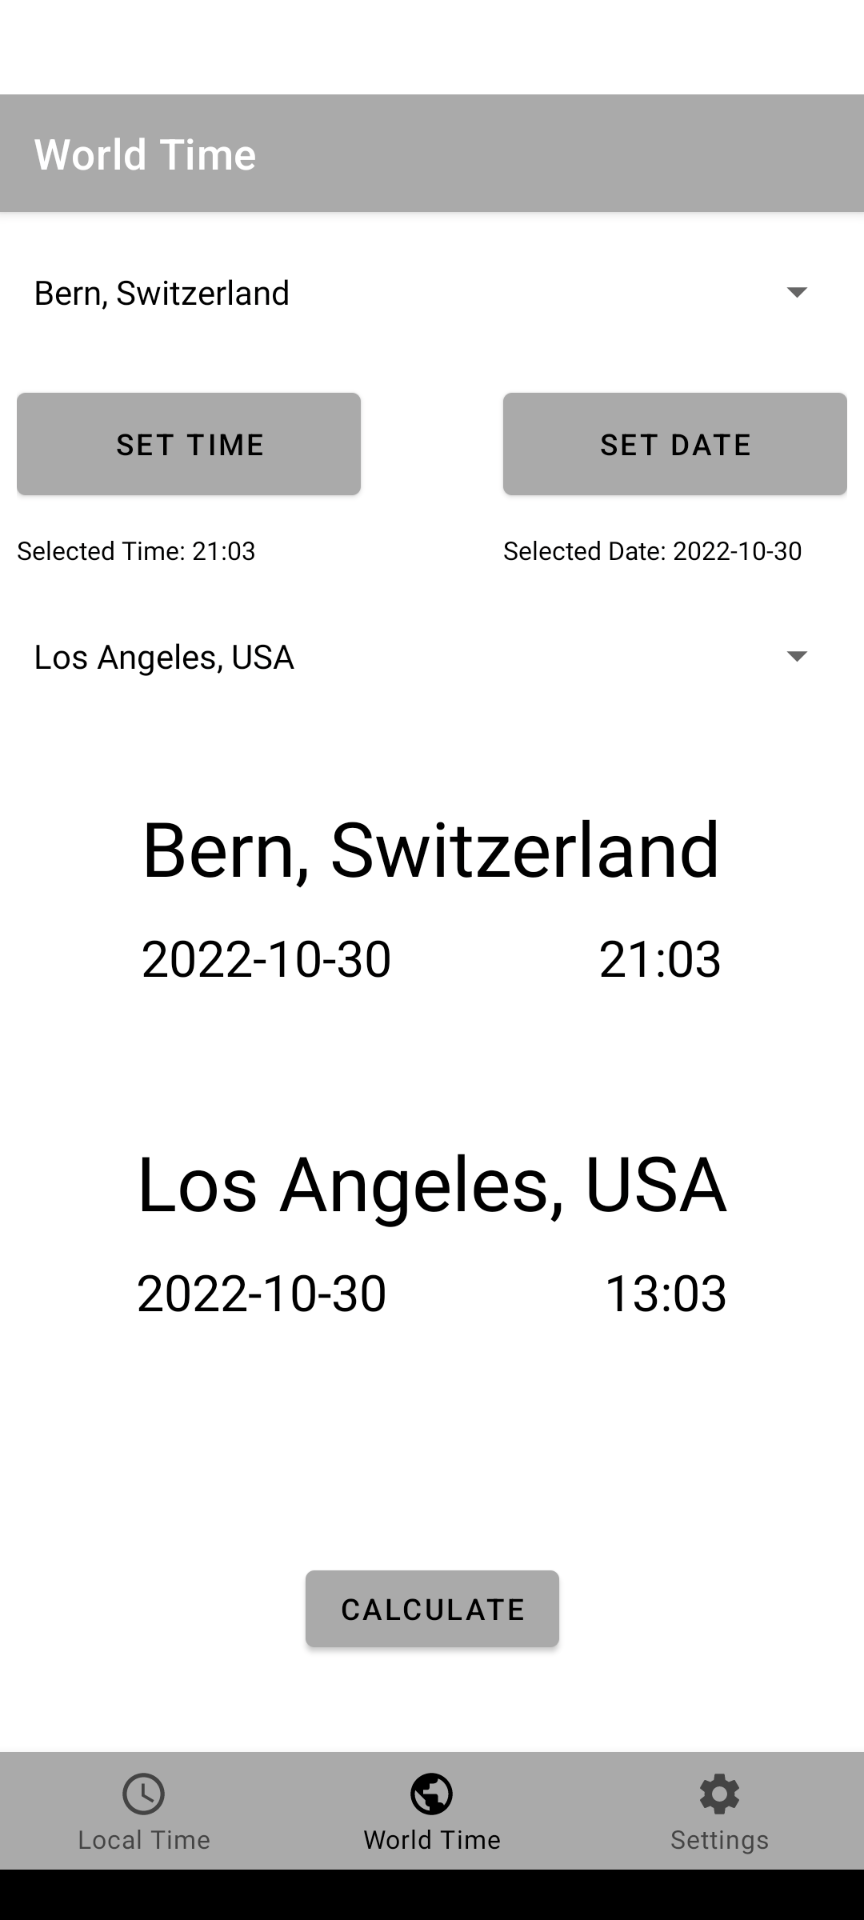 World Time
Bern, Switzerland
SET TIME SET DATE
Selected Time: 21:03 Selected Date: 2022-10-30
Los Angeles, USA
Bern, Switzerland
2022-10-30 21:03
Los Angeles, USA
2022-10-30 13:03
CALCULATE
Local Time World Time Settings